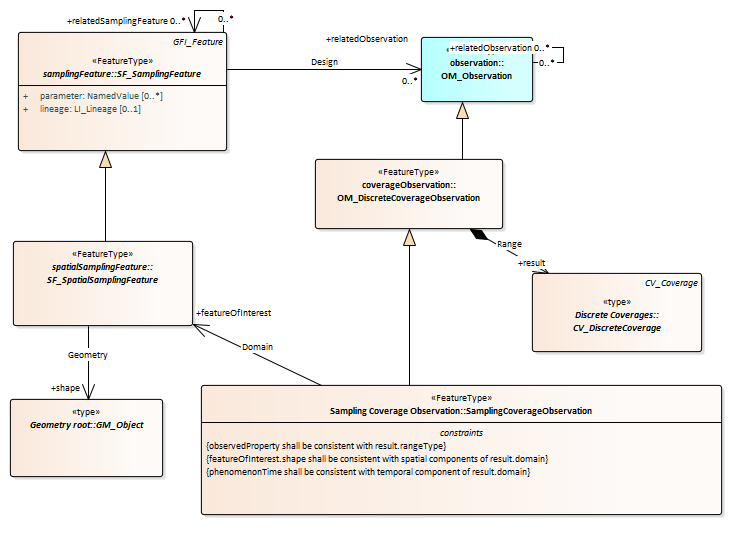 +relatedSamplingFeature 0..*
0..*
GFI_Feature
«FeatureType»
samplingFeature::SF_SamplingFeature
+ parameter: NamedValue [0..*]
+ lineage: LI_Lineage [0..1]
+relatedObservation
Design
0..*
+relatedObservation 0..*
0..*
observation::
OM_Observation
«FeatureType»
coverageObservation::
OM_DiscreteCoverageObservation
Range
+result
«FeatureType»
spatialSamplingFeature::
SF_SpatialSamplingFeature
CV_Coverage
«type»
Discrete Coverages::
CV_DiscreteCoverage
+featureOfInterest
Domain
Geometry
+shape
«type»
Geometry root::GM_Object
«FeatureType»
Sampling Coverage Observation::SamplingCoverageObservation
constraints
{observedProperty shall be consistent with result.rangeType}
{featureOfInterest.shape shall be consistent with spatial components of result.domain}
{phenomenonTime shall be consistent with temporal component of result.domain}